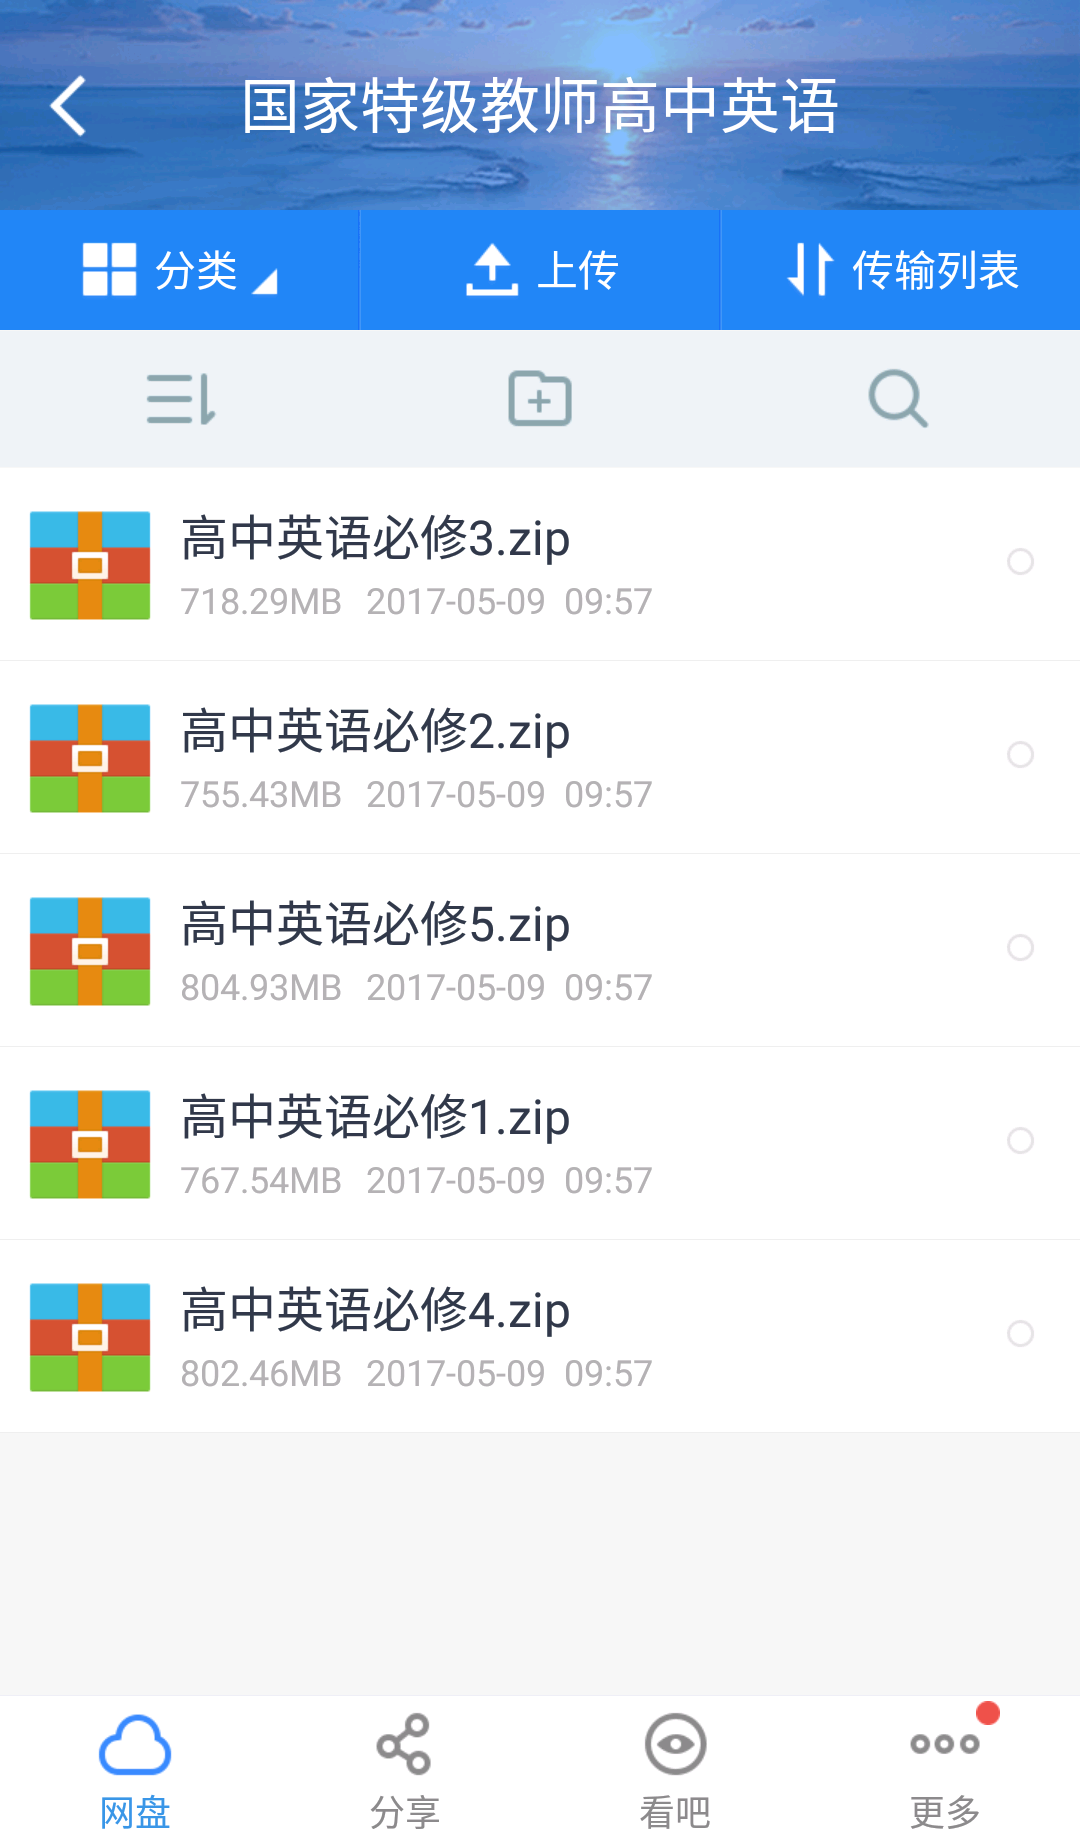 国家特级教师高中英语
分类 上传 传输列表
高中英语必修3.zip
718.29MB 2017-05-09 09:57
高中英语必修2.zip
755.43MB 2017-05-09 09:57
高中英语必修5.zip
804.93MB 2017-05-09 09:57
高中英语必修1.zip
767.54MB 2017-05-09 09:57
高中英语必修4.zip
802.46MB 2017-05-09 09:57
网盘 分享 看吧 更多